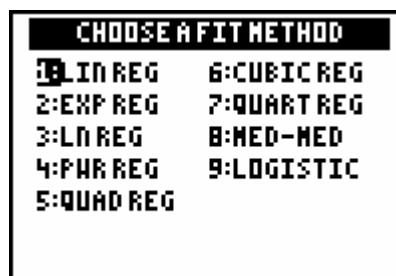 CHOOSE A FIT METHOD
1:LIN REG
2:EXP REG
3:LN REG
4:PWR REG
5:QUAD REG
6:CUBIC REG
7:QUART REG
8:MED-MED
9:LOGISTIC